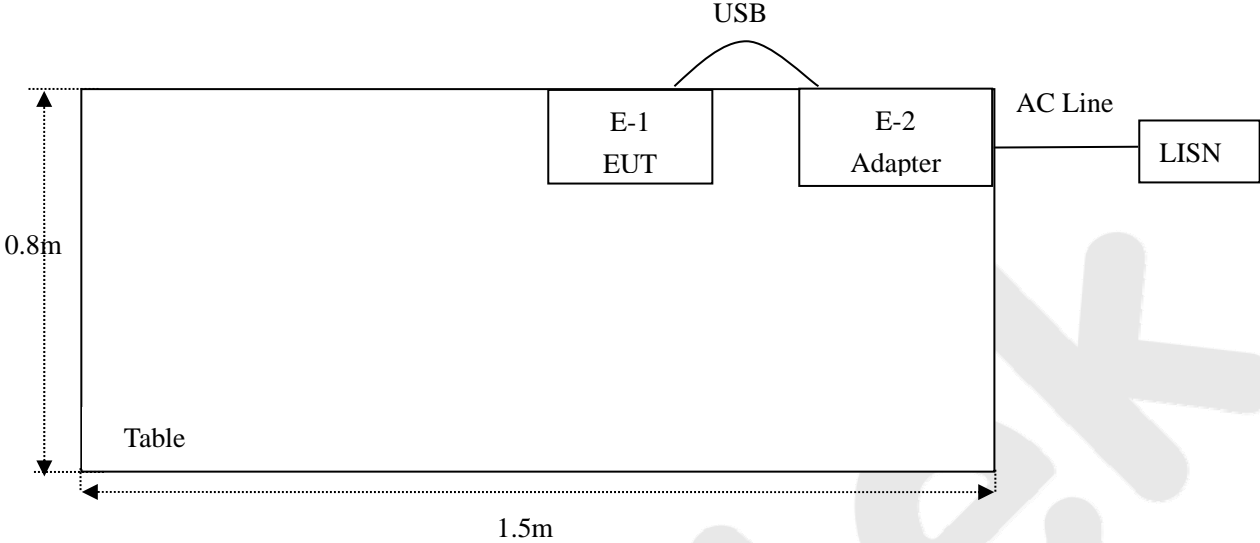 USB
E-1
EUT
E-2
Adapter
AC Line
LISN
0.8m
Table
1.5m